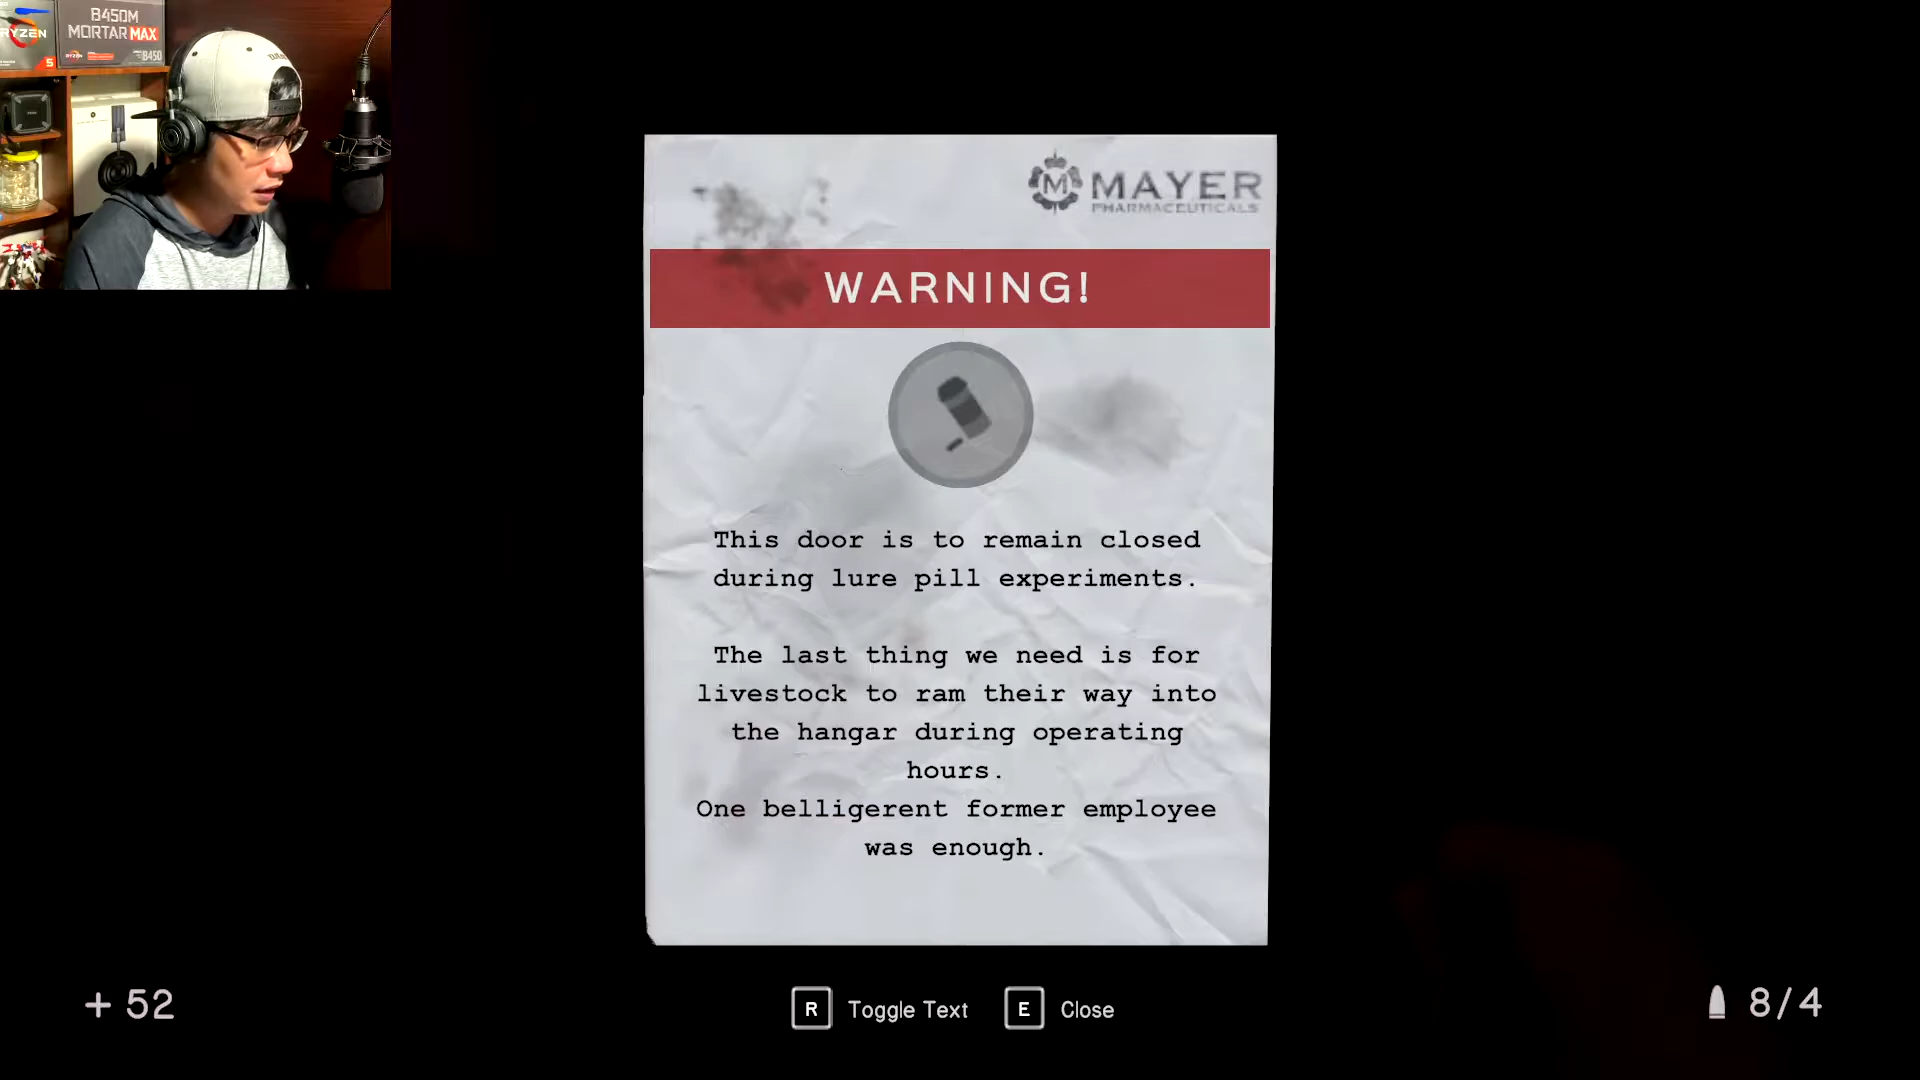 B450M
MORTAR MAX
RYZEN
5
B450
M MAYER
PHARMACEUTICALS
WARNING!
This door is to remain closed
during lure pill experiments.
The last thing we need is for
livestock to ram their way into
the hangar during operating
hours.
One belligerent former employee
was enough.
+ 52
R Toggle Text E Close
8/4